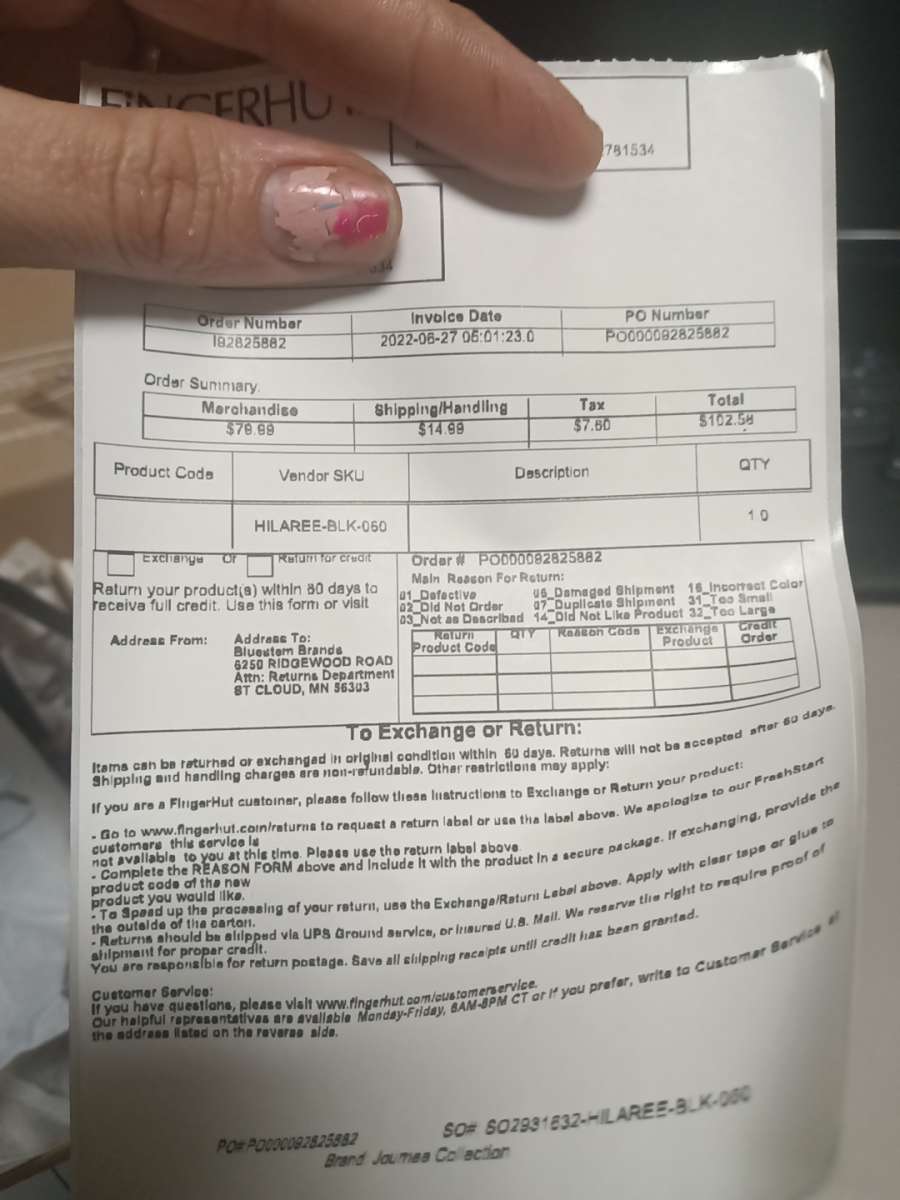 FINGERHUT
2781534
534
Order Number Invoice Date PO Number
192825882 2022-06-27 05:01:23.0 PO000092825882
Order Summary:
Merchandise Shipping/Handling Tax Total
$79.99 $14.99 $7.60 $102.58
Product Code Vendor SKU Description QTY
HILAREE-BLK-060 1 0
Exchange Or Return for credit Order # PO000092825882
Main Reason For Return:
Return your product(s) within 60 days to
receive full credit. Use this form or visit
01_Defective 06_Damaged Shipment 16_Incorrect Color
02_Did Not Order 07_Duplicate Shipment 31_Too Small
03_Not as Described 14_Did Not Like Product 32_Too Large
Address From: Address To:
Bluestem Brands
6250 RIDGEWOOD ROAD
Attn: Returns Department
ST CLOUD, MN 56303
Return Product Code QTY Reason Code Exchange Product Credit Order
To Exchange or Return:
Items can be returned or exchanged in original condition within 60 days. Returns will not be accepted after 60 days.
Shipping and handling charges are non-refundable. Other restrictions may apply:
If you are a FingerHut customer, please follow these instructions to Exchange or Return your product:
- Go to www.fingerhut.com/returns to request a return label or use the label above. We apologize to our FreshStart
customers this service is
not available to you at this time. Please use the return label above.
- Complete the REASON FORM above and include it with the product in a secure package. If exchanging, provide the
product code of the new
product you would like.
- To Speed up the processing of your return, use the Exchange/Return Label above. Apply with clear tape or glue to
the outside of the carton.
- Returns should be shipped via UPS Ground service, or insured U.S. Mail. We reserve the right to require proof of
shipment for proper credit.
You are responsible for return postage. Save all shipping receipts until credit has been granted.
Customer Service:
If you have questions, please visit www.fingerhut.com/customerservice.
Our helpful representatives are available Monday-Friday, 8AM-8PM CT or if you prefer, write to Customer Service at
the address listed on the reverse side.
PO# PO000092825882 SO# SO2931632-HILAREE-BLK-060
Brand Journee Collection